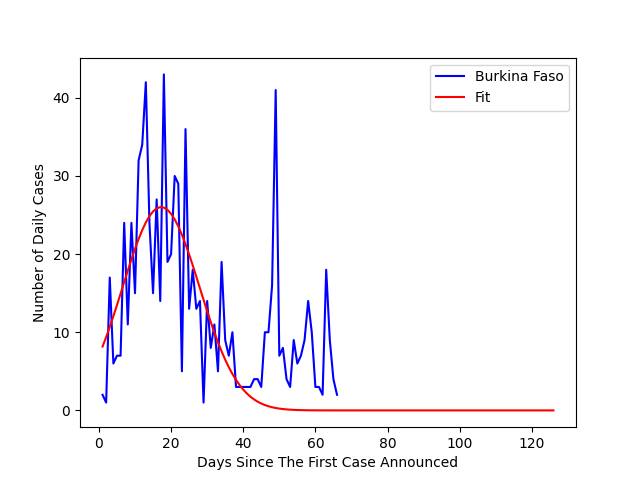 Burkina Faso
Fit
Number of Daily Cases
40
30
20
10
0
0 20 40 60 80 100 120
Days Since The First Case Announced